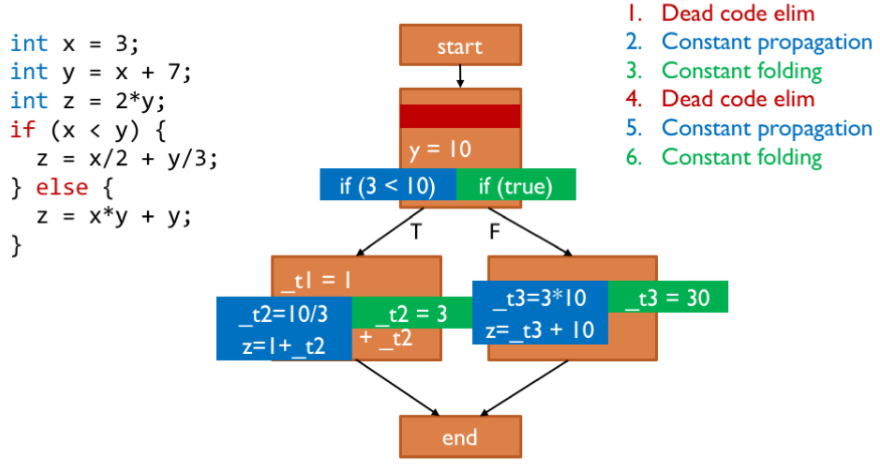 int x = 3;
int y = x + 7;
int z = 2*y;
if (x < y) {
  z = x/2 + y/3;
} else {
  z = x*y + y;
}
start
y = 10
if (3 < 10)
if (true)
T
F
_t1 = 1
_t2=10/3
z=1+_t2
_t2 = 3
+ _t2
_t3=3*10
z=_t3 + 10
_t3 = 30
end
1. Dead code elim
2. Constant propagation
3. Constant folding
4. Dead code elim
5. Constant propagation
6. Constant folding